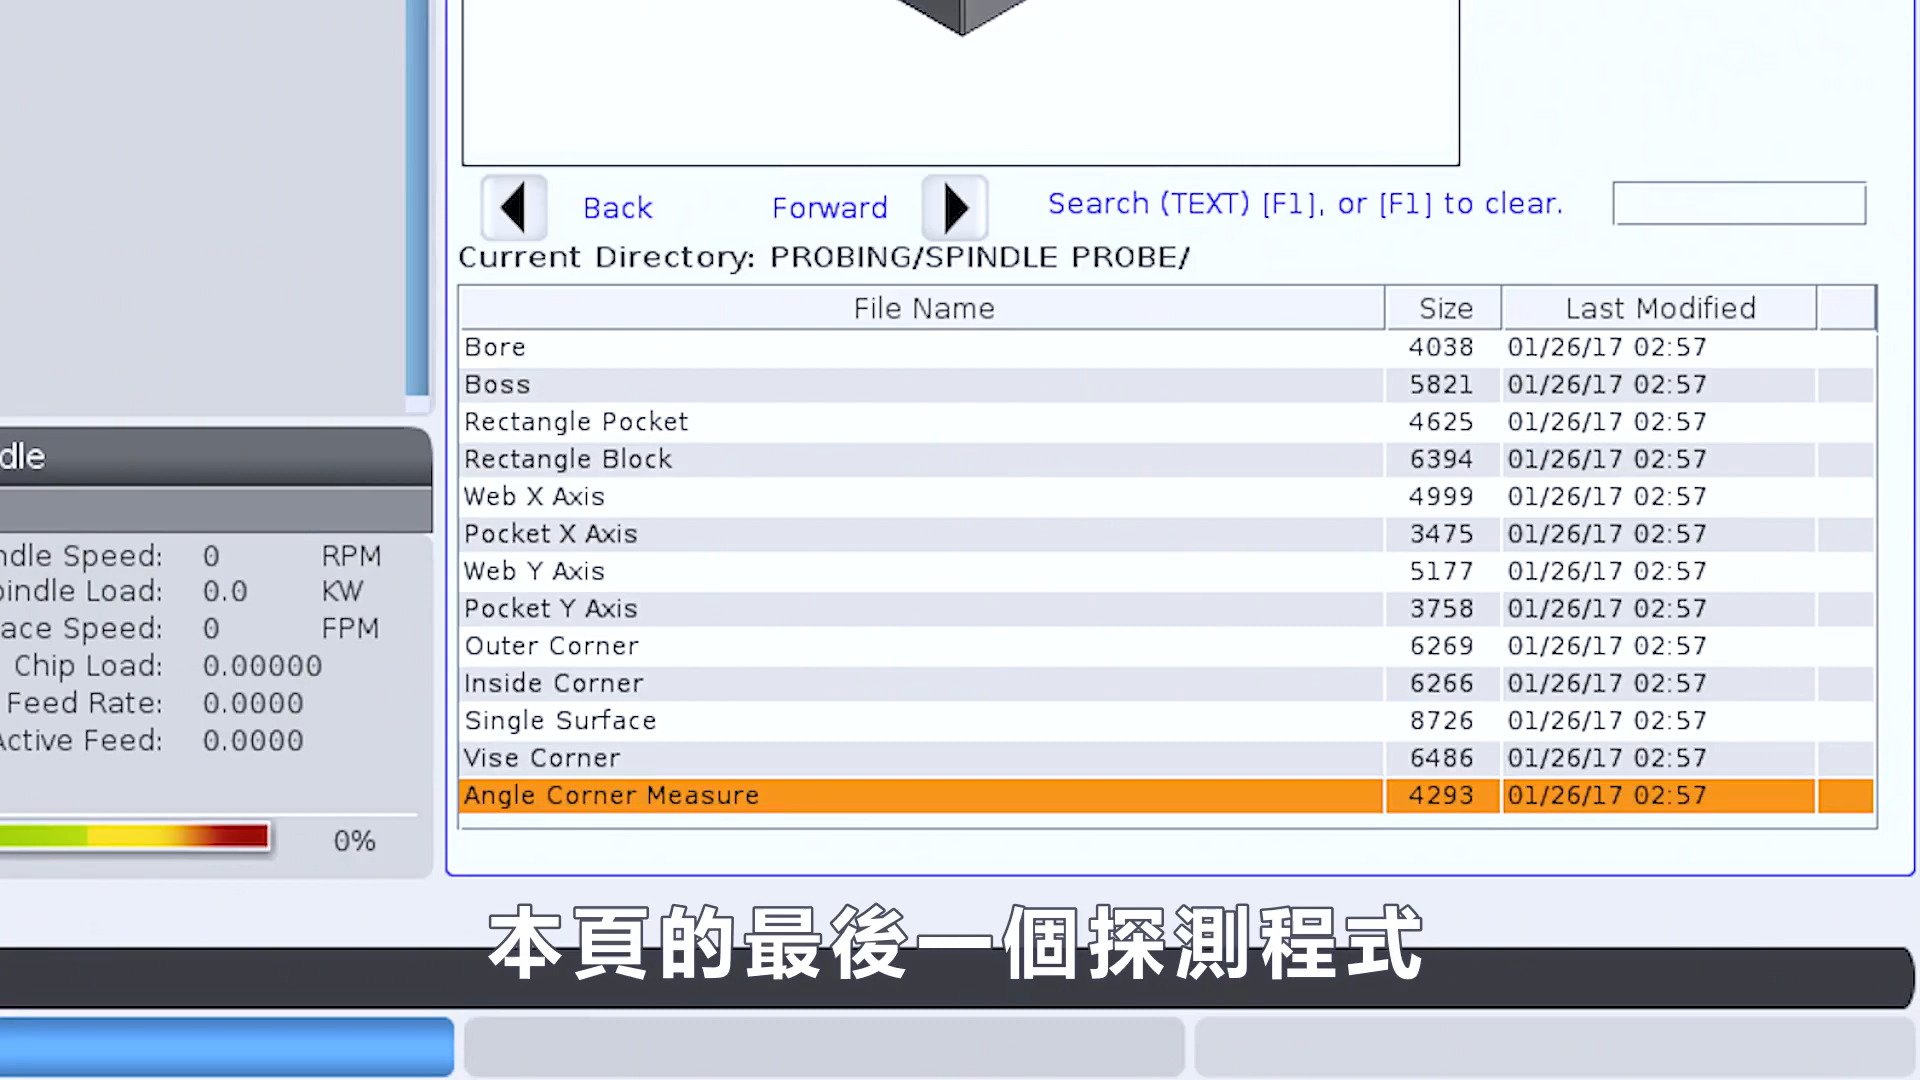 Back
Forward
Search (TEXT) [F1], or [F1] to clear.
Current Directory: PROBING/SPINDLE PROBE/
File Name Size Last Modified
Bore 4038 01/26/17 02:57
Boss 5821 01/26/17 02:57
Rectangle Pocket 4625 01/26/17 02:57
Rectangle Block 6394 01/26/17 02:57
Web X Axis 4999 01/26/17 02:57
Pocket X Axis 3475 01/26/17 02:57
Web Y Axis 5177 01/26/17 02:57
Pocket Y Axis 3758 01/26/17 02:57
Outer Corner 6269 01/26/17 02:57
Inside Corner 6266 01/26/17 02:57
Single Surface 8726 01/26/17 02:57
Vise Corner 6486 01/26/17 02:57
Angle Corner Measure 4293 01/26/17 02:57
dle
ndle Speed: 0 RPM
pindle Load: 0.0 KW
ace Speed: 0 FPM
Chip Load: 0.00000
Feed Rate: 0.0000
Active Feed: 0.0000
0%
本頁的最後一個探測程式